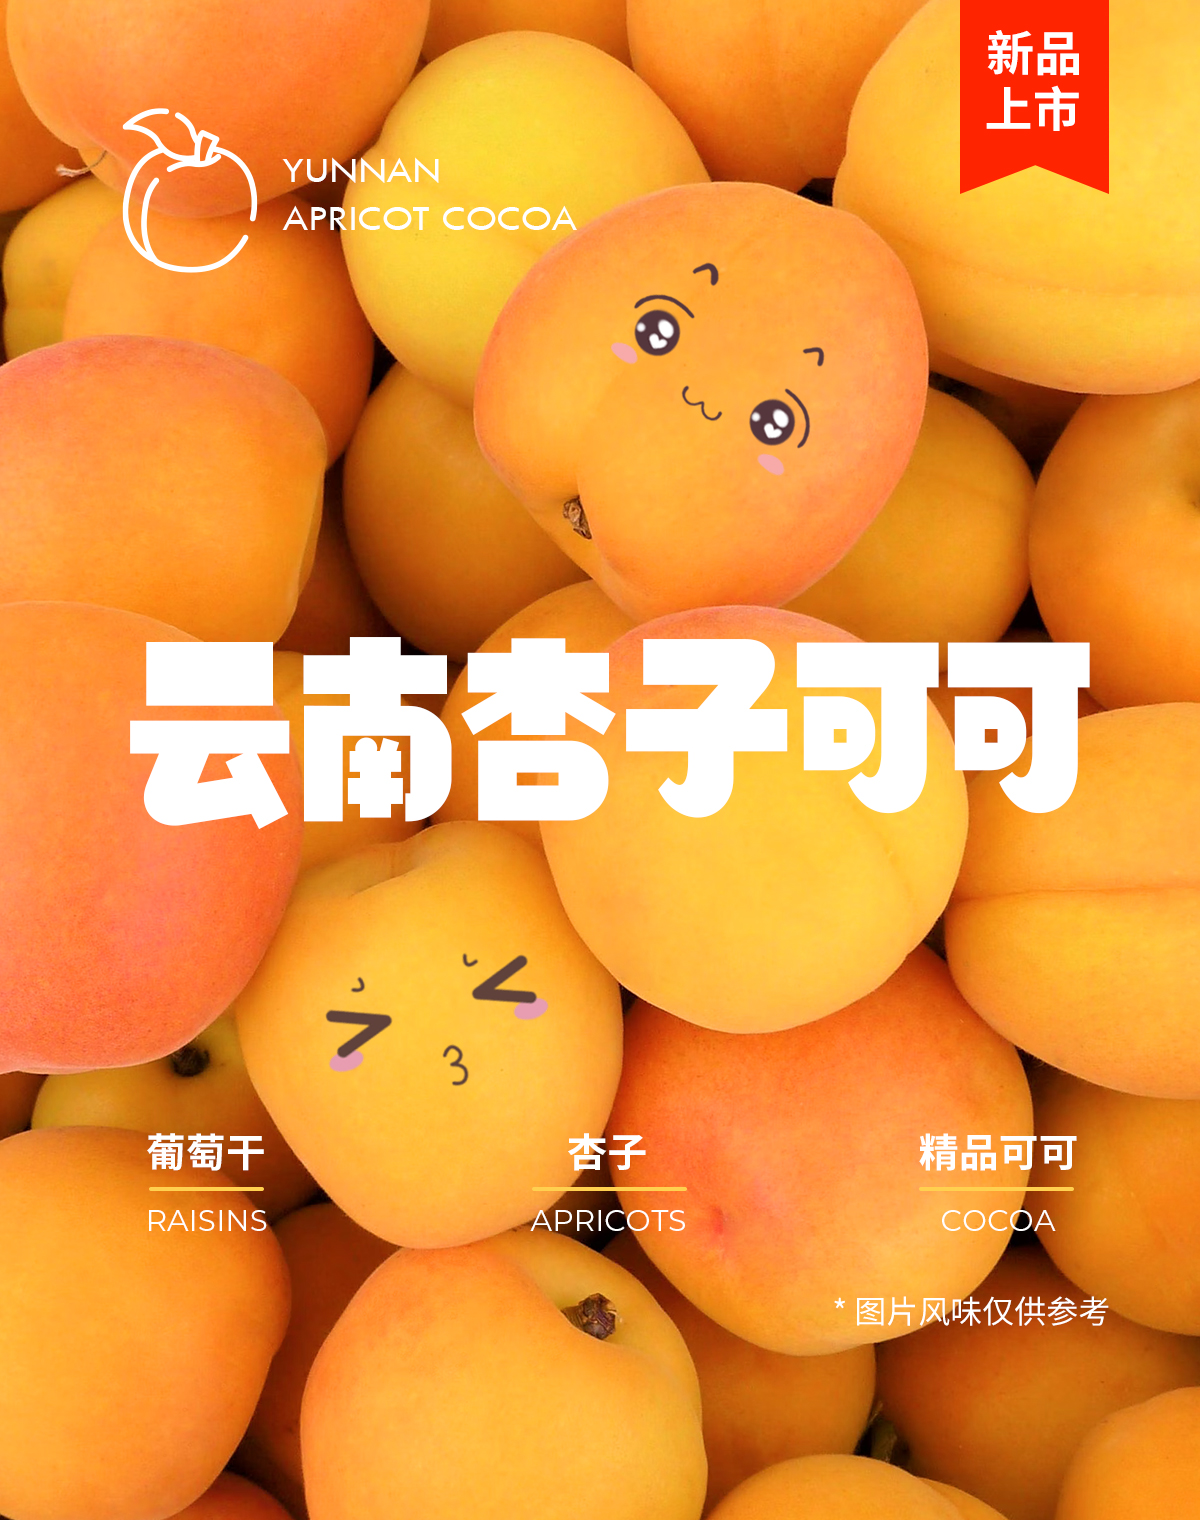 新品
上市
YUNNAN
APRICOT COCOA
云南杏子可可
葡萄干
RAISINS
杏子
APRICOTS
精品可可
COCOA
* 图片风味仅供参考